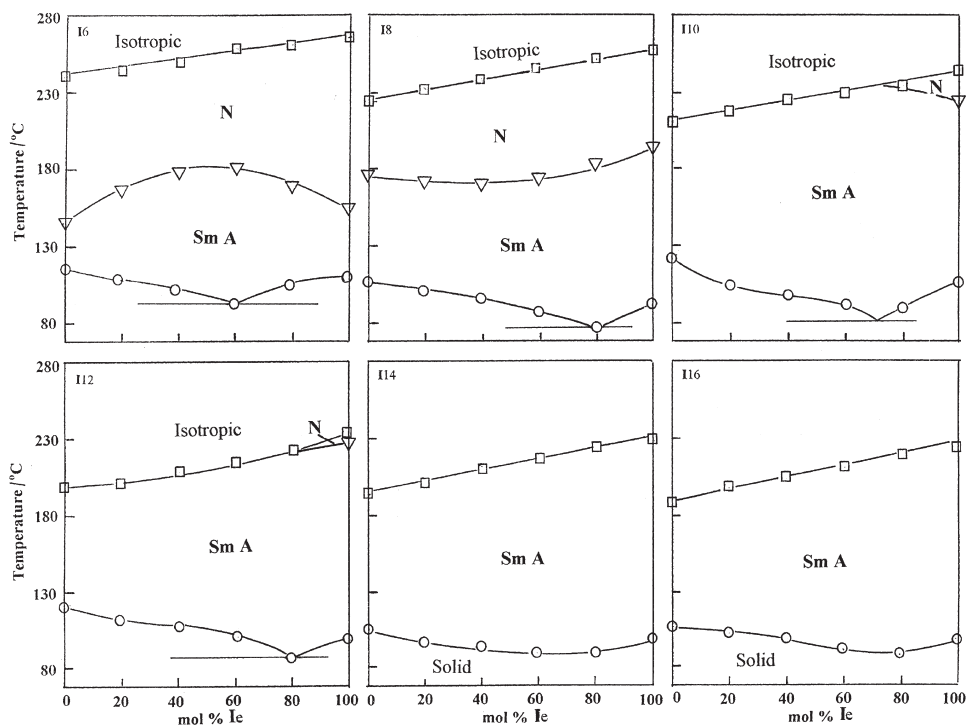 280
230
180
130
80
Temperature/°C
I6
Isotropic
N
Sm A
I8
Isotropic
N
Sm A
I10
Isotropic
N
Sm A
280
230
180
130
80
Temperature/°C
I12
Isotropic
N
Sm A
I14
Isotropic
Sm A
Solid
I16
Isotropic
Sm A
Solid
0 20 40 60 80 100 0 20 40 60 80 100 0 20 40 60 80 100
mol % Ie
mol % Ie
mol % Ie